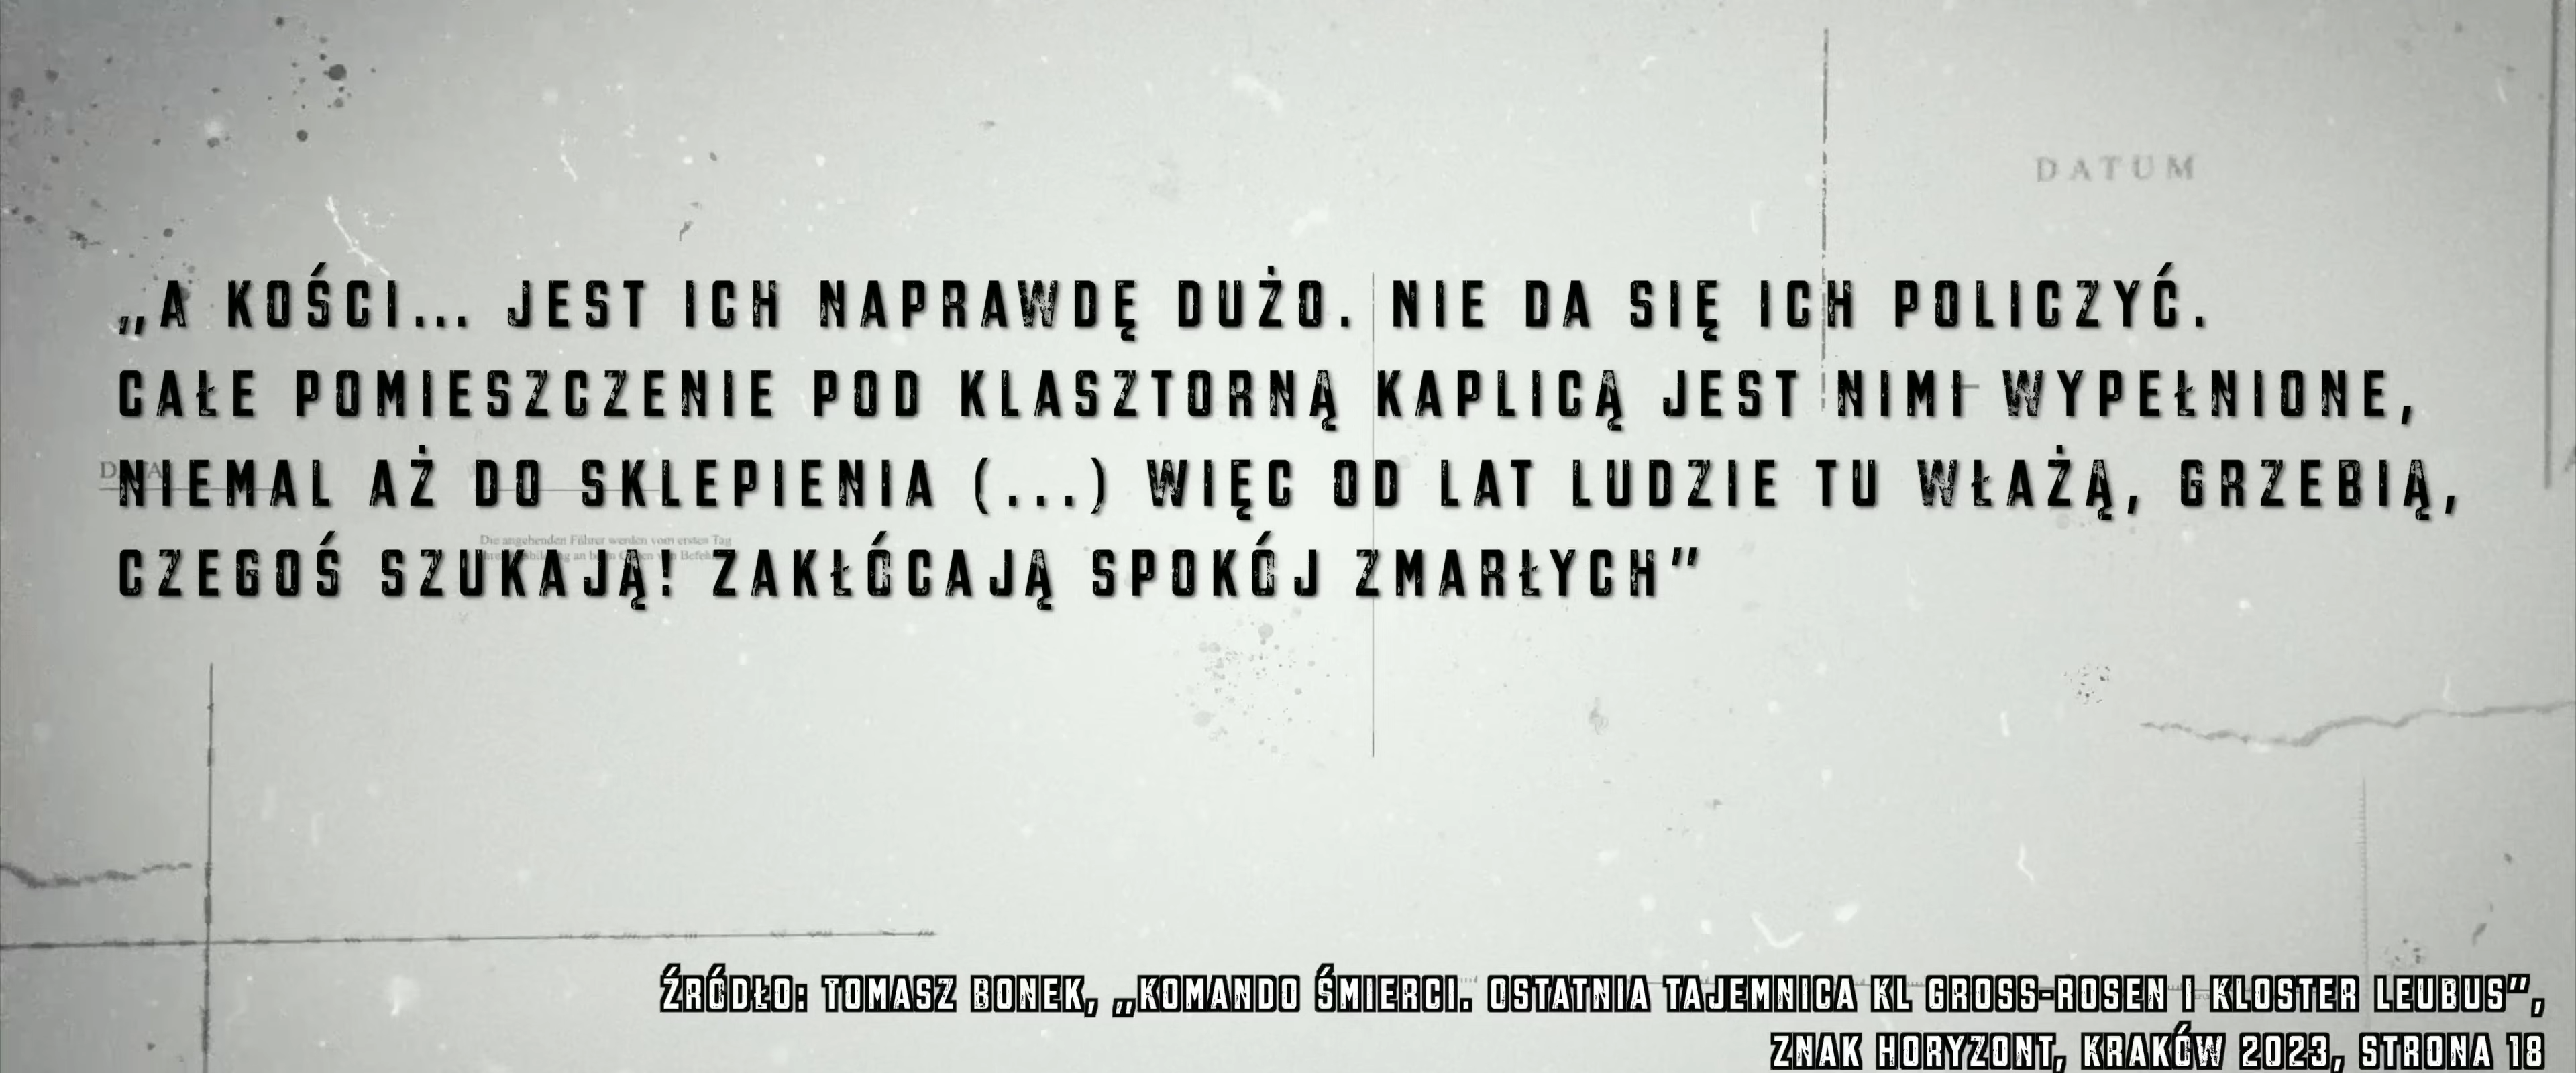 DATUM
„A KOŚCI... JEST ICH NAPRAWDĘ DUŻO. NIE DA SIĘ ICH POLICZYĆ.
CAŁE POMIESZCZENIE POD KLASZTORNĄ KAPLICĄ JEST NIMI WYPEŁNIONE,
NIEMAL AŻ DO SKLEPIENIA (...) WIĘC OD LAT LUDZIE TU WŁAŻĄ, GRZEBIĄ,
Die angehenden Führer werden vom ersten Tag
CZEGOŚ SZUKAJĄ! ZAKŁÓCAJĄ SPOKÓJ ZMARŁYCH"
ŹRÓDŁO: TOMASZ BONEK, „KOMANDO ŚMIERCI. OSTATNIA TAJEMNICA KL GROSS-ROSEN I KLOSTER LEUBUS",
ZNAK HORYZONT, KRAKÓW 2023, STRONA 18